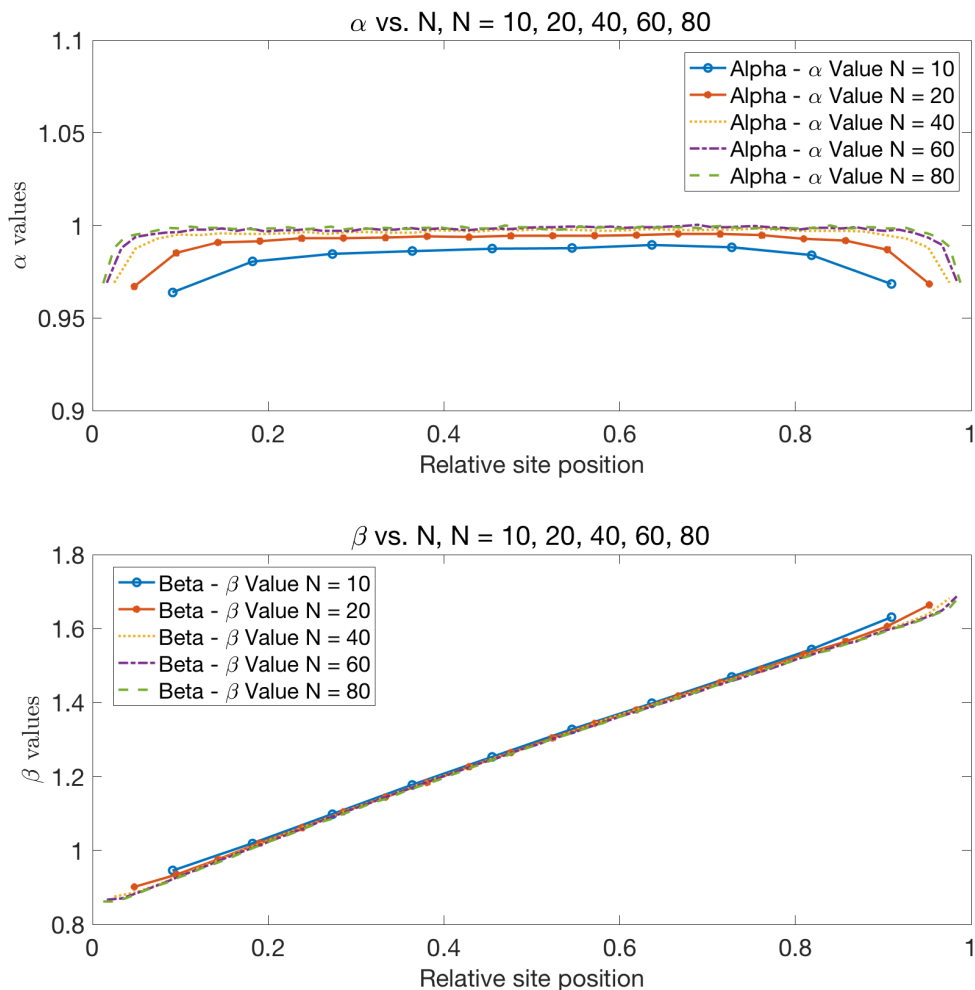 α vs. N, N = 10, 20, 40, 60, 80
1.1
1.05
1
0.95
0.9
α values
Alpha - α Value N = 10
Alpha - α Value N = 20
Alpha - α Value N = 40
Alpha - α Value N = 60
Alpha - α Value N = 80
0 0.2 0.4 0.6 0.8 1
Relative site position
β vs. N, N = 10, 20, 40, 60, 80
1.8
1.6
1.4
1.2
1
0.8
β values
Beta - β Value N = 10
Beta - β Value N = 20
Beta - β Value N = 40
Beta - β Value N = 60
Beta - β Value N = 80
0 0.2 0.4 0.6 0.8 1
Relative site position